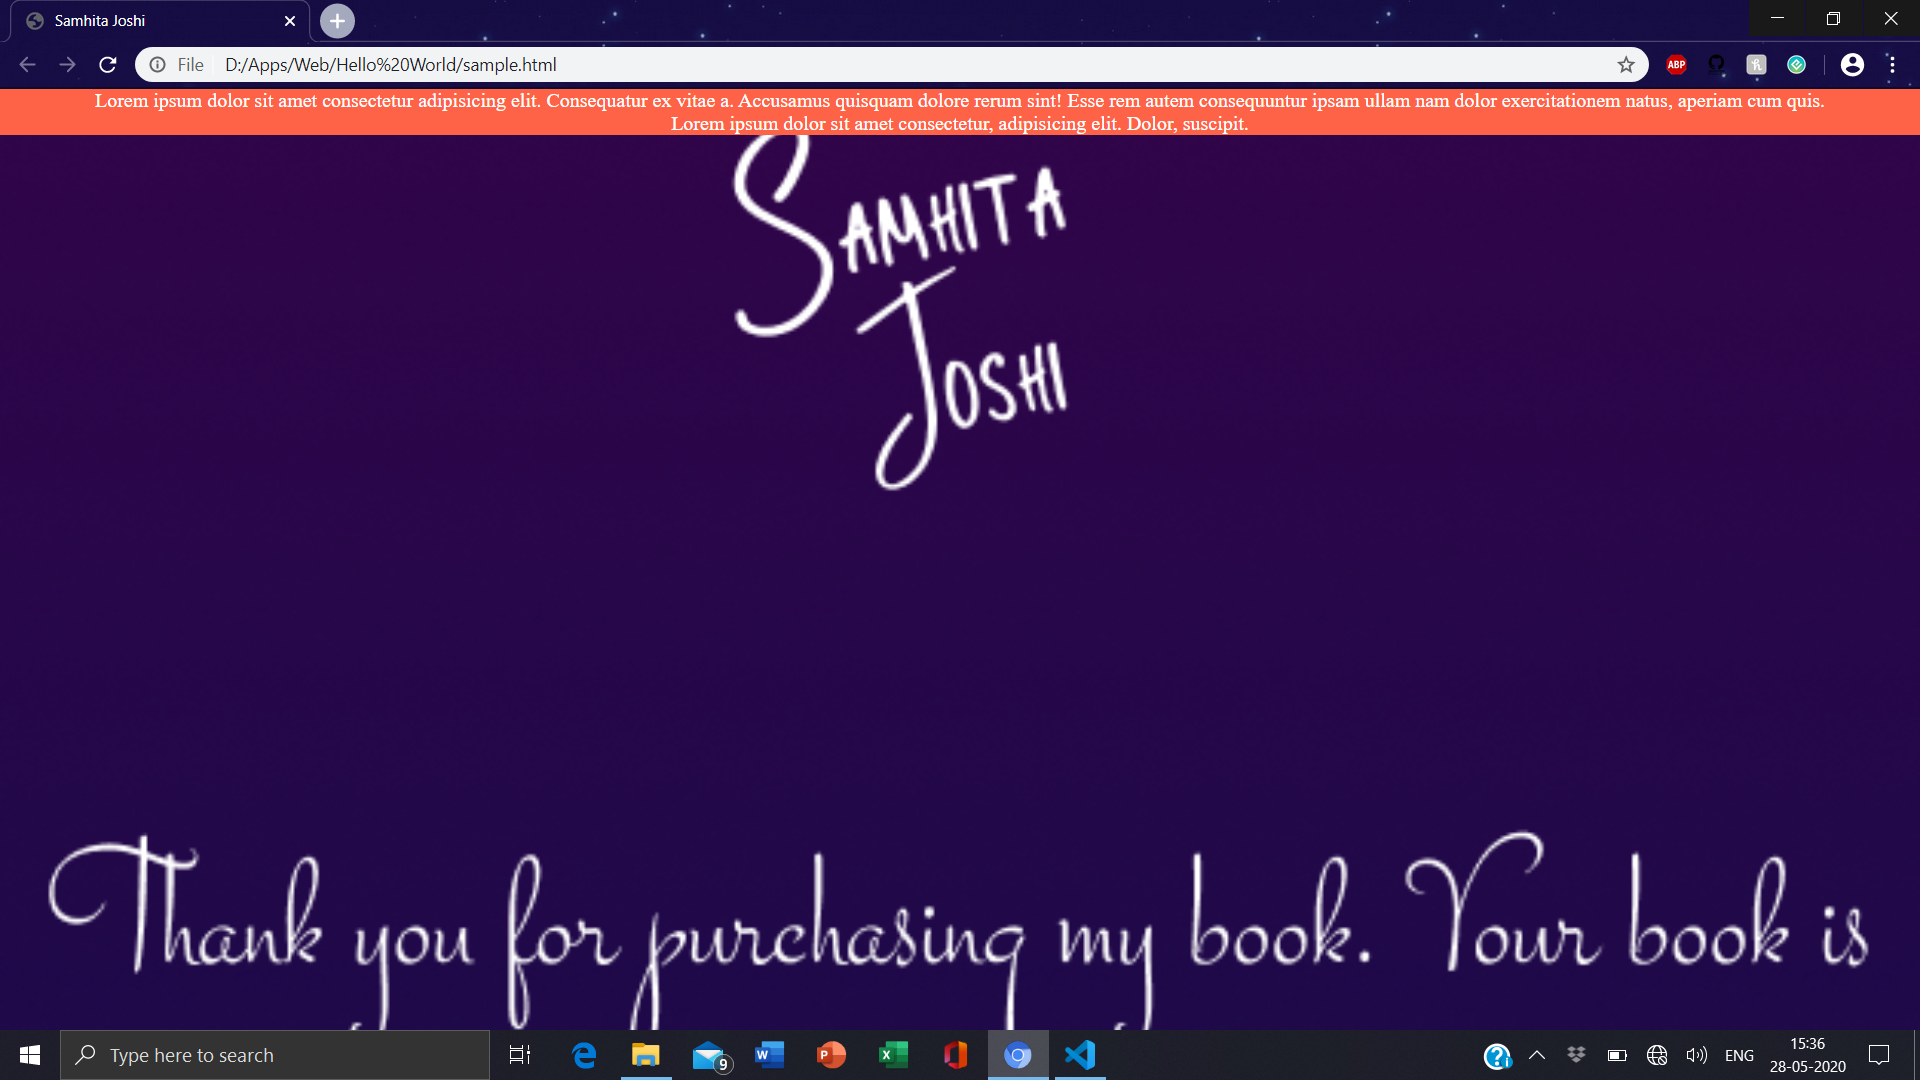 Samhita Joshi
File D:/Apps/Web/Hello%20World/sample.html
ABP
Lorem ipsum dolor sit amet consectetur adipisicing elit. Consequatur ex vitae a. Accusamus quisquam dolore rerum sint! Esse rem autem consequuntur ipsam ullam nam dolor exercitationem natus, aperiam cum quis.
Lorem ipsum dolor sit amet consectetur, adipisicing elit. Dolor, suscipit.
SAMHITA
JOSHI
Thank you for purchasing my book. Your book is
Type here to search
9
ENG
15:36
28-05-2020